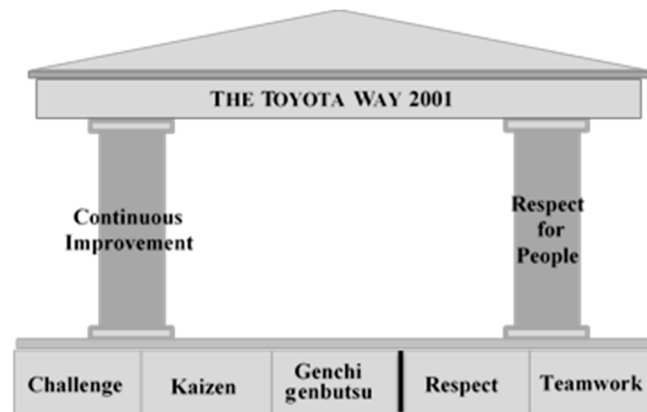 THE TOYOTA WAY 2001
Continuous
Improvement
Respect
for
People
Challenge
Kaizen
Genchi
genbutsu
Respect
Teamwork